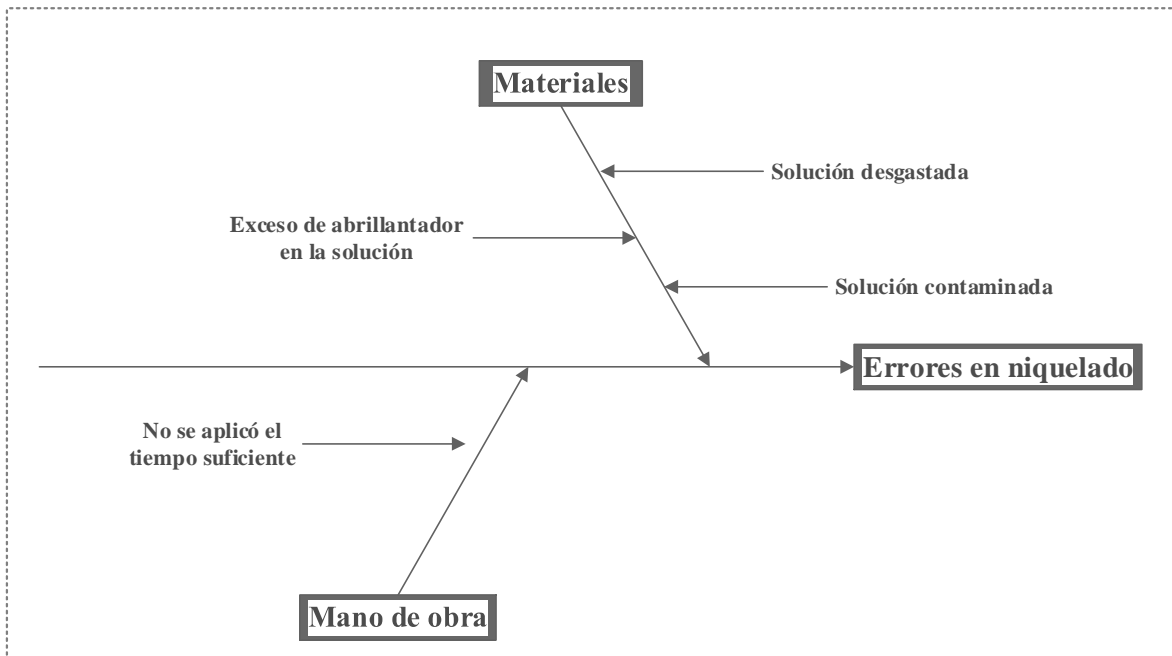 Materiales
Solución desgastada
Exceso de abrillantador
en la solución
Solución contaminada
Errores en niquelado
No se aplicó el
tiempo suficiente
Mano de obra